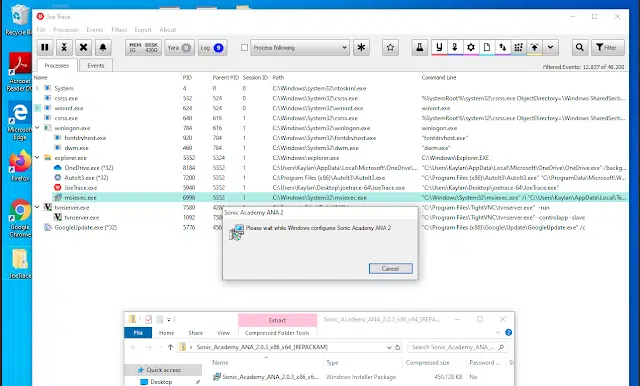 Recycle Bin
Acrobat
Reader DC
Microsoft
Edge
Firefox
Google
Chrome
JoeTrace
Joe Trace
File Processes Events Filters Export About
MEM
1G
DISK
420G
Yara 0
Log 9
Process Following
Filter
Processes Events
Filtered Events: 12.837 of 48.200
Name PID Parent PID Session ID Path Command Line
System 4 0 0 C:\Windows\System32\ntoskrnl.exe
csrss.exe 532 524 0 C:\Windows\System32\csrss.exe %SystemRoot%\system32\csrss.exe ObjectDirectory=\Windows SharedSection
wininit.exe 624 524 0 C:\Windows\System32\wininit.exe wininit.exe
csrss.exe 640 616 1 C:\Windows\System32\csrss.exe %SystemRoot%\system32\csrss.exe ObjectDirectory=\Windows SharedSection
winlogon.exe 784 616 1 C:\Windows\System32\winlogon.exe winlogon.exe
fontdrvhost.exe 920 784 1 C:\Windows\System32\fontdrvhost.exe "fontdrvhost.exe"
dwm.exe 460 784 1 C:\Windows\System32\dwm.exe "dwm.exe"
explorer.exe 5352 5324 1 C:\Windows\explorer.exe C:\Windows\Explorer.EXE
OneDrive.exe (*32) 8184 5352 1 C:\Users\Kaylan\AppData\Local\Microsoft\OneDrive\OneDrive.exe "C:\Users\Kaylan\AppData\Local\Microsoft\OneDrive\OneDrive.exe" /backg
AutoIt3.exe (*32) 7200 5352 1 C:\Program Files (x86)\AutoIt3\AutoIt3.exe "C:\Program Files (x86)\AutoIt3\AutoIt3.exe" "C:\ProgramData\Microsoft
JoeTrace.exe 5940 5352 1 C:\Users\Kaylan\Desktop\joetrace-64\JoeTrace.exe "C:\Users\Kaylan\Desktop\joetrace-64\JoeTrace.exe"
msiexec.exe 6996 5352 1 C:\Windows\System32\msiexec.exe "C:\Windows\System32\msiexec.exe" /i "C:\Users\Kaylan\AppData\Local\Te
tvnserver.exe "C:\Program Files\TightVNC\tvnserver.exe" -run
tvnserver.exe 1092 "C:\Program Files\TightVNC\tvnserver.exe" -controlapp -slave
GoogleUpdate.exe (*32) 5776 "C:\Program Files (x86)\Google\Update\GoogleUpdate.exe" /c
Sonic Academy ANA 2
Please wait while Windows configures Sonic Academy ANA 2
Cancel
Extract Sonic_Academy_ANA_2.0.3_x86_x64_[REPACKAM]
File Home Share View Compressed Folder Tools
Sonic_Academy_ANA_2.0.3_x86_x64_[REPACKAM] Search Sonic_Academy_ANA_...
Name Type Compressed size Password
Quick access
Desktop
Sonic_Academy_ANA_2.0.3_x86_x6... Windows Installer Package 450.128 KB No